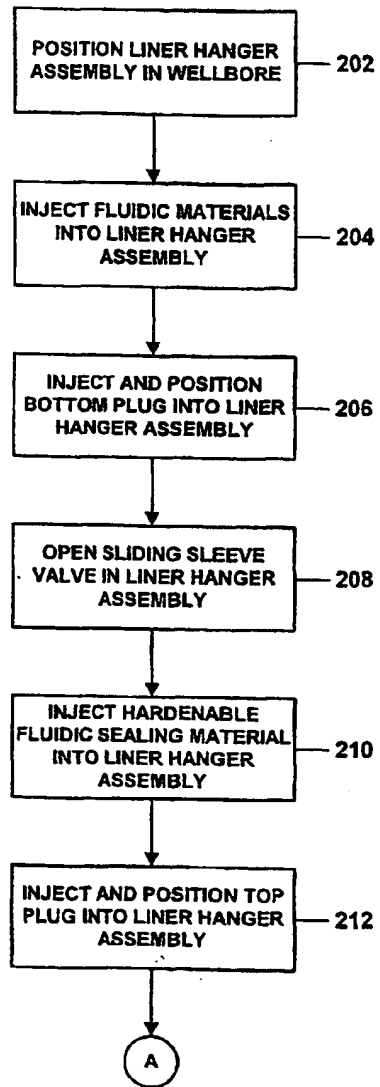 POSITION LINER HANGER
ASSEMBLY IN WELLBORE
202
INJECT FLUIDIC MATERIALS
INTO LINER HANGER
ASSEMBLY
204
INJECT AND POSITION
BOTTOM PLUG INTO LINER
HANGER ASSEMBLY
206
OPEN SLIDING SLEEVE
VALVE IN LINER HANGER
ASSEMBLY
208
INJECT HARDENABLE
FLUIDIC SEALING MATERIAL
INTO LINER HANGER
ASSEMBLY
210
INJECT AND POSITION TOP
PLUG INTO LINER HANGER
ASSEMBLY
212
A